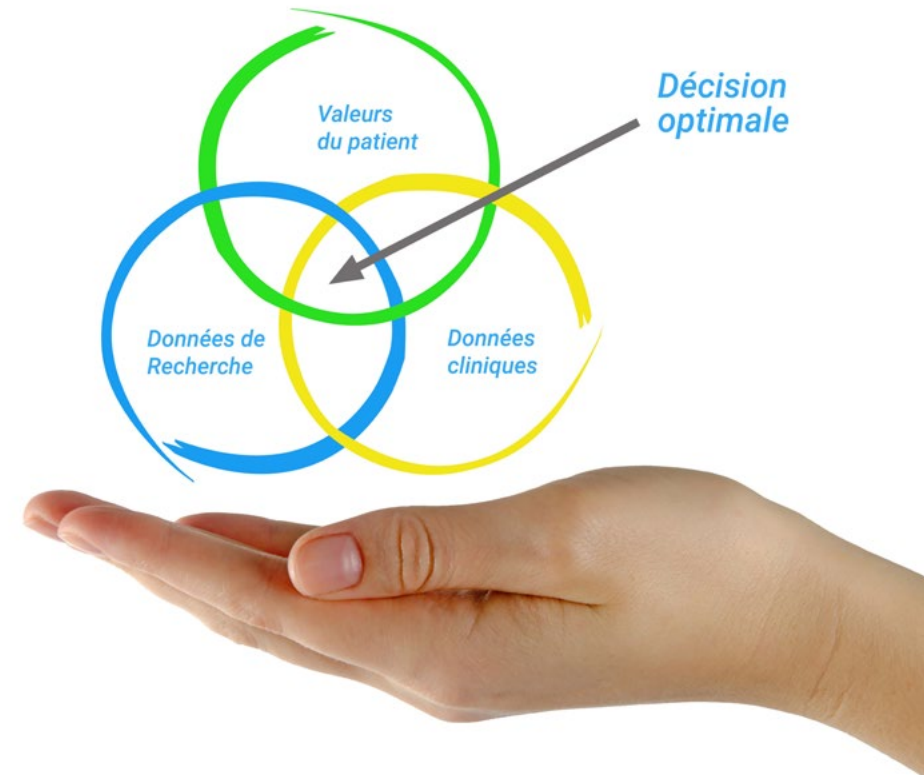 Valeurs
du patient
Décision
optimale
Données de
Recherche
Données
cliniques